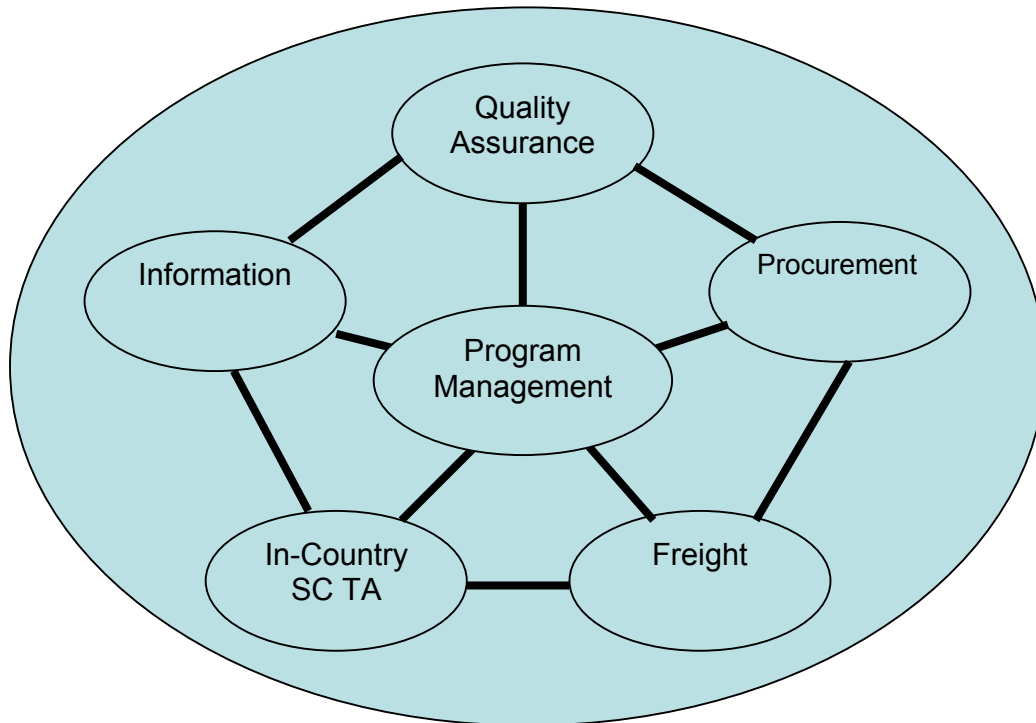 Quality
Assurance
Information
Procurement
Program
Management
In-Country
SC TA
Freight